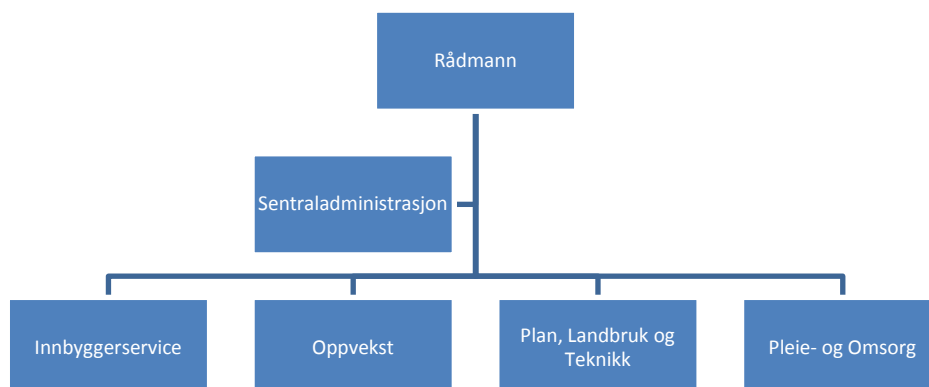 Rådmann
Sentraladministrasjon
Innbyggerservice
Oppvekst
Plan, Landbruk og
Teknikk
Pleie- og Omsorg